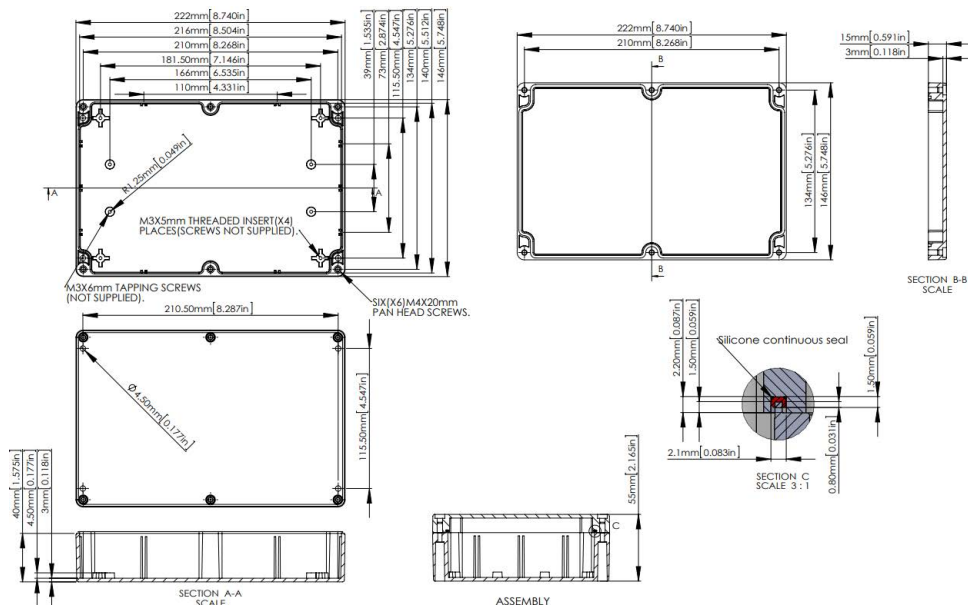 222mm[8.740in]
216mm[8.504in]
210mm[8.268in]
181.50mm[7.146in]
166mm[6.535in]
110mm[4.331in]
39mm[1.535in]
73mm[2.874in]
115.50mm[4.547in]
134mm[5.276in]
140mm[5.512in]
146mm[5.748in]
R1.25mm[0.049in]
A
A
M3X5mm THREADED INSERT(X4)
PLACES(SCREWS NOT SUPPLIED).
M3X6mm TAPPING SCREWS
(NOT SUPPLIED).
SIX(X6)M4X20mm
PAN HEAD SCREWS.
222mm[8.740in]
210mm[8.268in]
B
B
134mm[5.276in]
146mm[5.748in]
15mm[0.591in]
3mm[0.118in]
SECTION B-B
SCALE
210.50mm[8.287in]
Ø4.50mm[0.177in]
115.50mm[4.547in]
40mm[1.575in]
4.50mm[0.177in]
3mm[0.118in]
SECTION A-A
SCALE
55mm[2.165in]
C
ASSEMBLY
2.20mm[0.087in]
1.50mm[0.059in]
Silicone continuous seal
1.50mm[0.059in]
2.1mm[0.083in]
0.80mm[0.031in]
SECTION C
SCALE 3 : 1